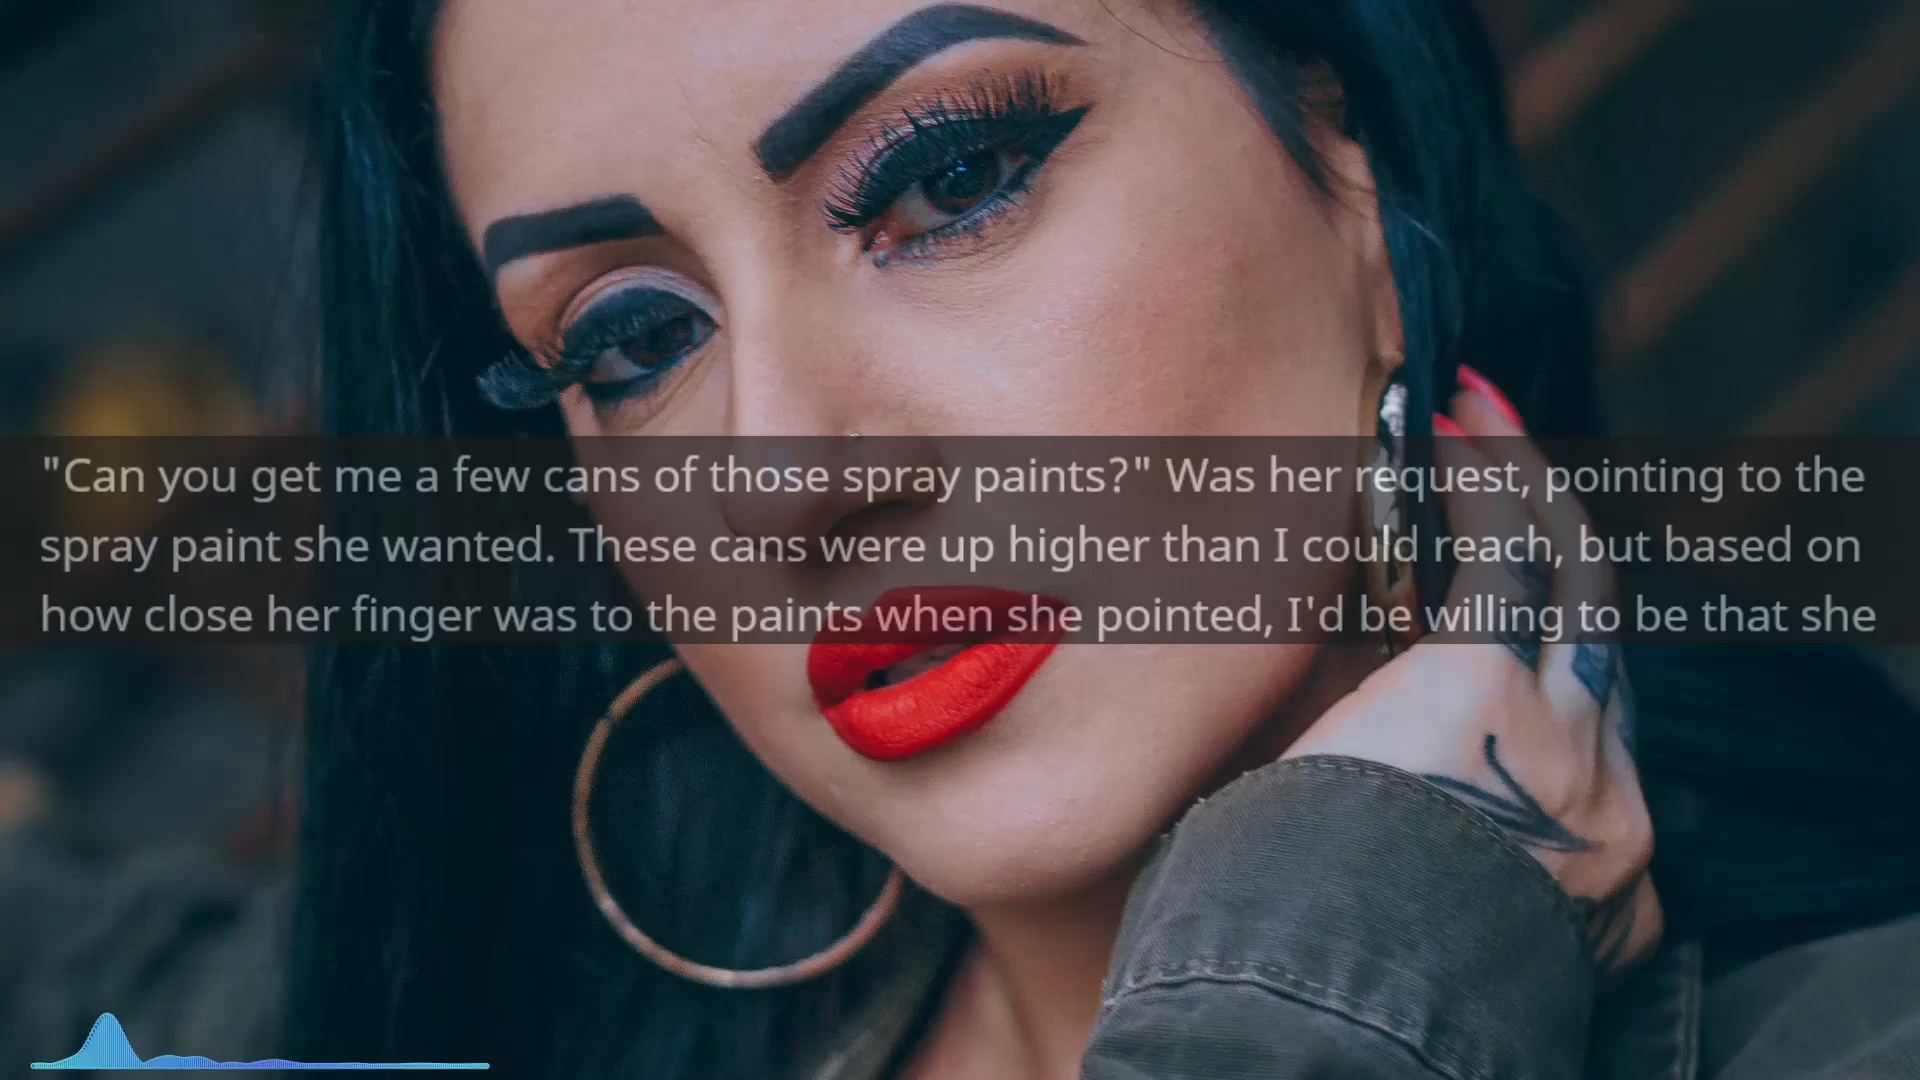 "Can you get me a few cans of those spray paints?" Was her request, pointing to the
spray paint she wanted. These cans were up higher than I could reach, but based on
how close her finger was to the paints when she pointed, I'd be willing to be that she